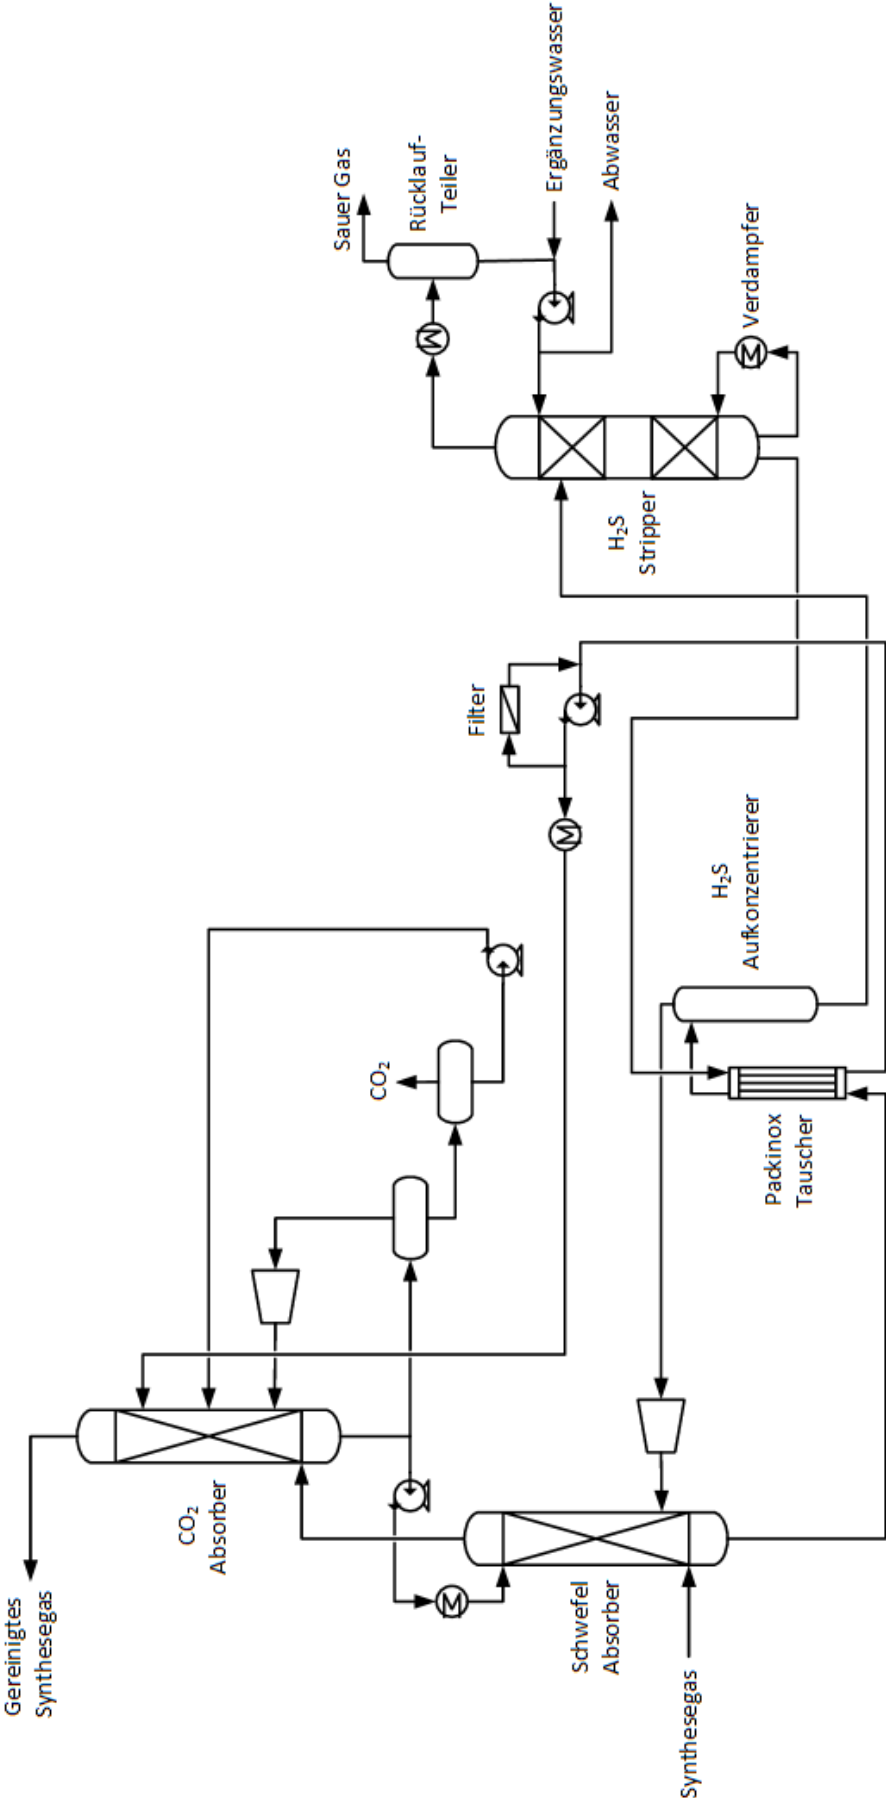 Gereinigtes
Synthesegas
CO₂
Absorber
Schwefel
Absorber
Synthesegas
CO₂
Packinox
Tauscher
H₂S
Aufkonzentrierer
Filter
H₂S
Stripper
Sauer Gas
Rücklauf-
Teiler
Ergänzungswasser
Abwasser
Verdampfer